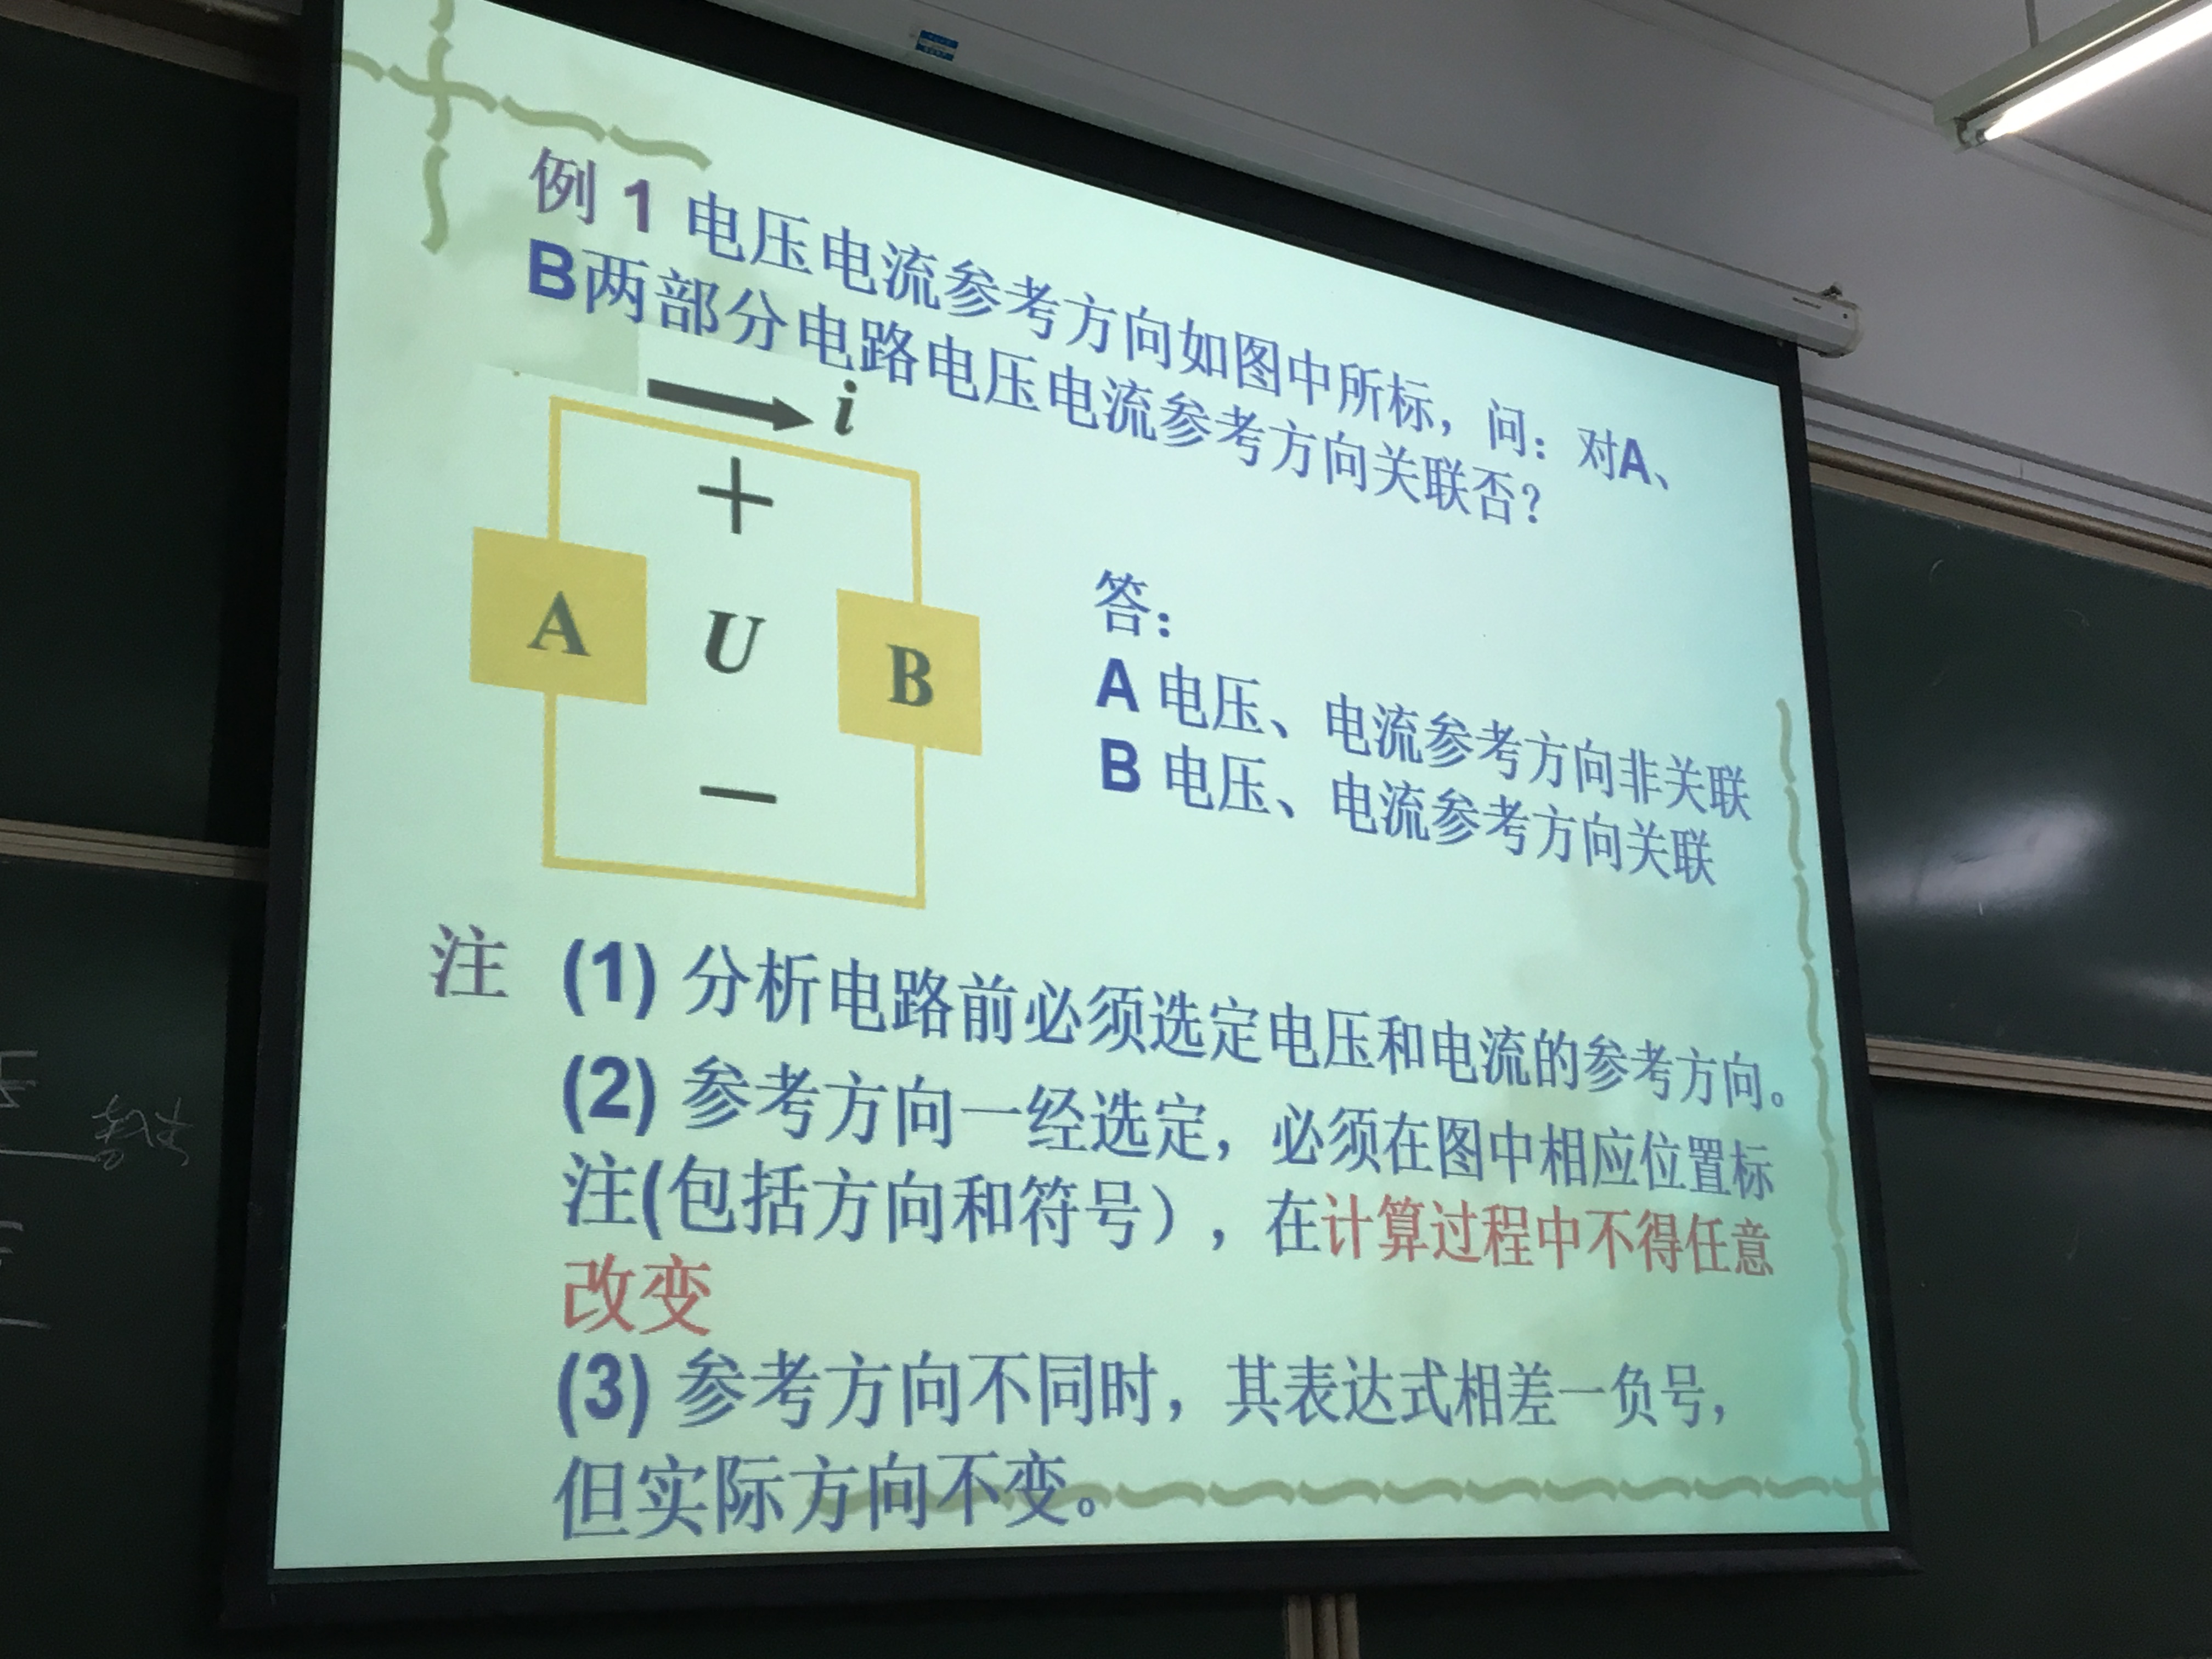 例 1 电压电流参考方向如图中所标，问：对A、
B两部分电路电压电流参考方向关联否？
i
+
A
U
B
−
答：
A 电压、电流参考方向非关联
B 电压、电流参考方向关联
注 (1) 分析电路前必须选定电压和电流的参考方向。
(2) 参考方向一经选定，必须在图中相应位置标
注(包括方向和符号），在计算过程中不得任意
改变
(3) 参考方向不同时，其表达式相差一负号，
但实际方向不变。